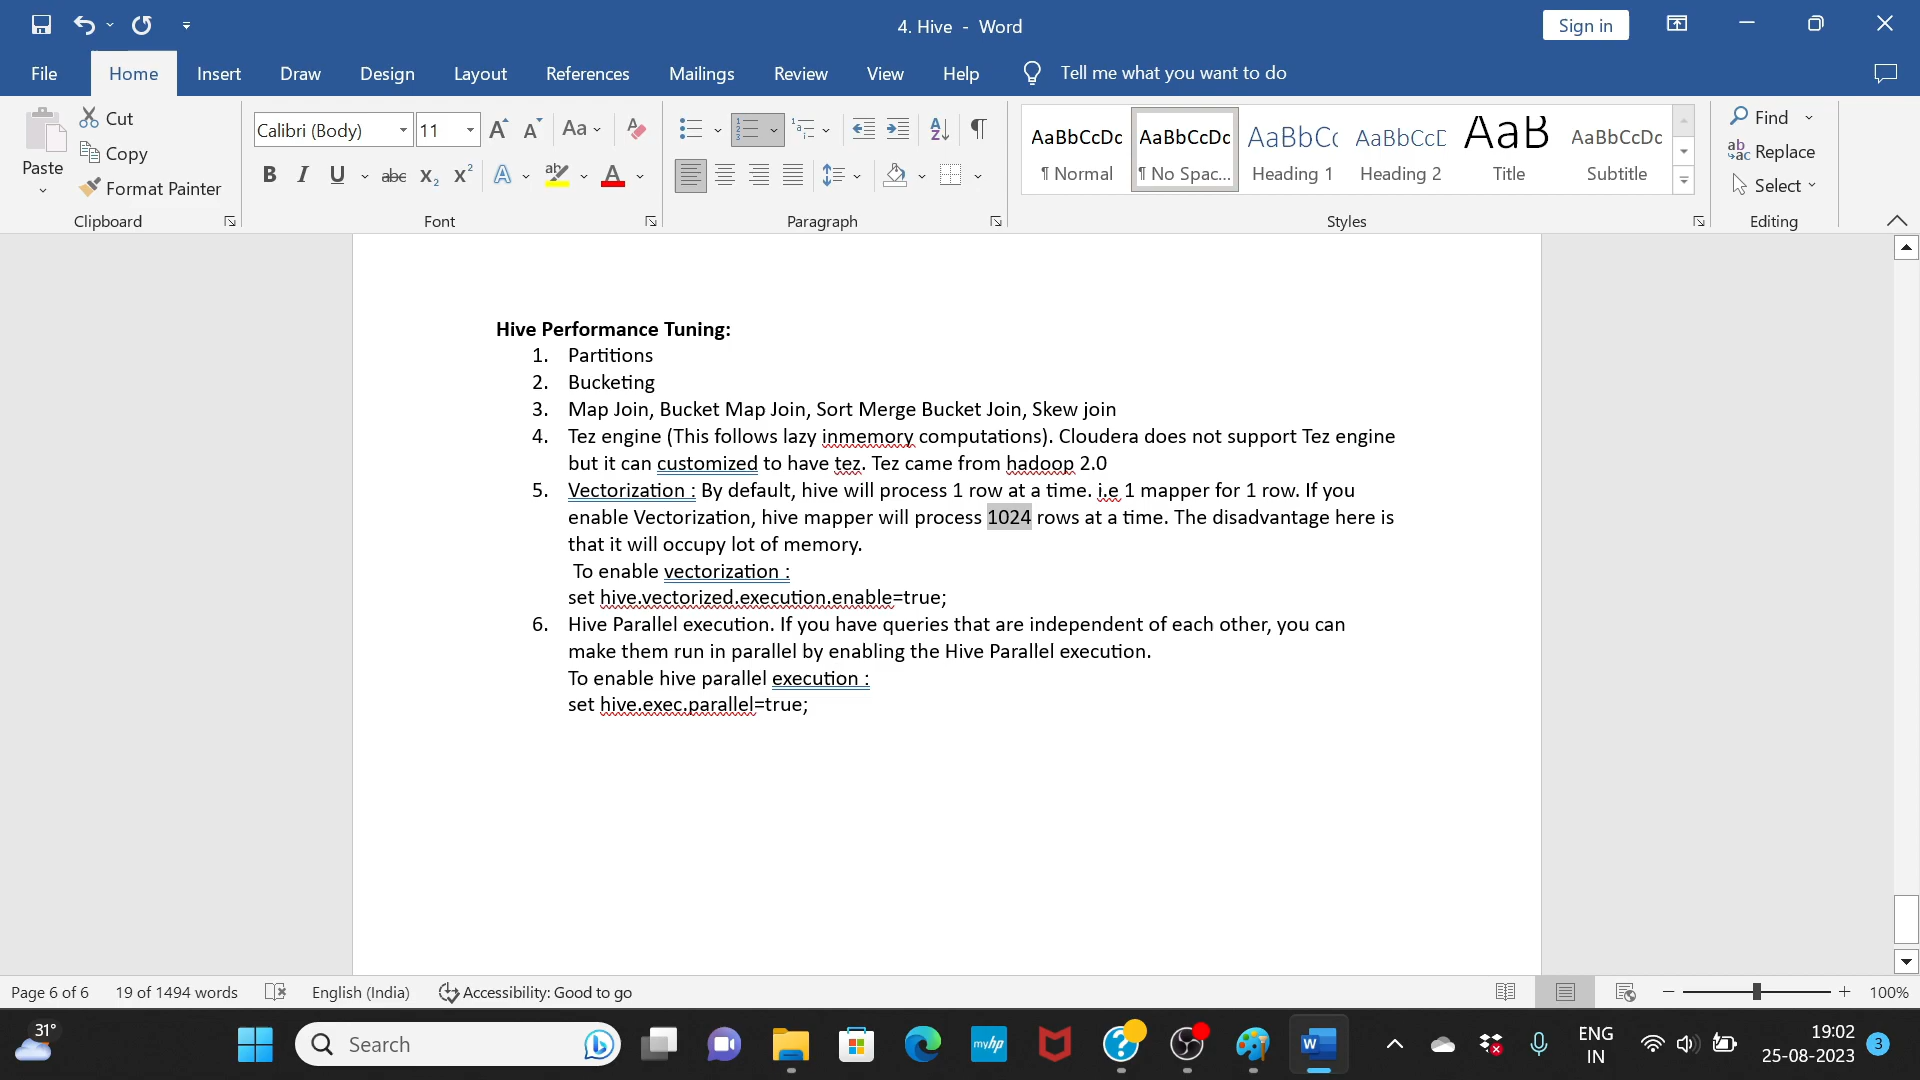 4. Hive - Word
Sign in
File Home Insert Draw Design Layout References Mailings Review View Help Tell me what you want to do
Paste
Cut
Copy
Format Painter
Clipboard
Calibri (Body) 11
Font
Paragraph
AaBbCcDc AaBbCcDc AaBbCc AaBbCcD AaB AaBbCcDc
¶ Normal ¶ No Spac... Heading 1 Heading 2 Title Subtitle
Styles
Find
Replace
Select
Editing
Hive Performance Tuning:
1. Partitions
2. Bucketing
3. Map Join, Bucket Map Join, Sort Merge Bucket Join, Skew join
4. Tez engine (This follows lazy inmemory computations). Cloudera does not support Tez engine
but it can customized to have tez. Tez came from hadoop 2.0
5. Vectorization : By default, hive will process 1 row at a time. i.e 1 mapper for 1 row. If you
enable Vectorization, hive mapper will process 1024 rows at a time. The disadvantage here is
that it will occupy lot of memory.
To enable vectorization :
set hive.vectorized.execution.enable=true;
6. Hive Parallel execution. If you have queries that are independent of each other, you can
make them run in parallel by enabling the Hive Parallel execution.
To enable hive parallel execution :
set hive.exec.parallel=true;
Page 6 of 6 19 of 1494 words English (India) Accessibility: Good to go 100%
31°
Search
myhp
ENG
IN
19:02
25-08-2023
3